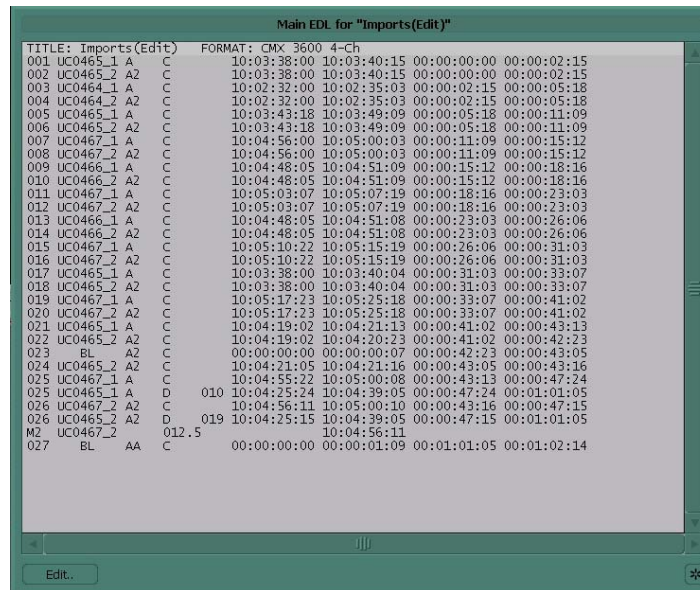 Main EDL for "Imports(Edit)"
TITLE: Imports(Edit)   FORMAT: CMX 3600 4-Ch
001 UC0465_1 A    C        10:03:38:00 10:03:40:15 00:00:00:00 00:00:02:15
002 UC0465_2 A2   C        10:03:38:00 10:03:40:15 00:00:00:00 00:00:02:15
003 UC0464_1 A    C        10:02:32:00 10:02:35:03 00:00:02:15 00:00:05:18
004 UC0464_2 A2   C        10:02:32:00 10:02:35:03 00:00:02:15 00:00:05:18
005 UC0465_1 A    C        10:03:43:18 10:03:49:09 00:00:05:18 00:00:11:09
006 UC0465_2 A2   C        10:03:43:18 10:03:49:09 00:00:05:18 00:00:11:09
007 UC0467_1 A    C        10:04:56:00 10:05:00:03 00:00:11:09 00:00:15:12
008 UC0467_2 A2   C        10:04:56:00 10:05:00:03 00:00:11:09 00:00:15:12
009 UC0466_1 A    C        10:04:48:05 10:04:51:09 00:00:15:12 00:00:18:16
010 UC0466_2 A2   C        10:04:48:05 10:04:51:09 00:00:15:12 00:00:18:16
011 UC0467_1 A    C        10:05:03:07 10:05:07:19 00:00:18:16 00:00:23:03
012 UC0467_2 A2   C        10:05:03:07 10:05:07:19 00:00:18:16 00:00:23:03
013 UC0466_1 A    C        10:04:48:05 10:04:51:08 00:00:23:03 00:00:26:06
014 UC0466_2 A2   C        10:04:48:05 10:04:51:08 00:00:23:03 00:00:26:06
015 UC0467_1 A    C        10:05:10:22 10:05:15:19 00:00:26:06 00:00:31:03
016 UC0467_2 A2   C        10:05:10:22 10:05:15:19 00:00:26:06 00:00:31:03
017 UC0465_1 A    C        10:03:38:00 10:03:40:04 00:00:31:03 00:00:33:07
018 UC0465_2 A2   C        10:03:38:00 10:03:40:04 00:00:31:03 00:00:33:07
019 UC0467_1 A    C        10:05:17:23 10:05:25:18 00:00:33:07 00:00:41:02
020 UC0467_2 A2   C        10:05:17:23 10:05:25:18 00:00:33:07 00:00:41:02
021 UC0465_1 A    C        10:04:19:02 10:04:21:13 00:00:41:02 00:00:43:13
022 UC0465_2 A2   C        10:04:19:02 10:04:20:23 00:00:41:02 00:00:42:23
023    BL    A2   C        00:00:00:00 00:00:00:07 00:00:42:23 00:00:43:05
024 UC0465_2 A2   C        10:04:21:05 10:04:21:16 00:00:43:05 00:00:43:16
025 UC0467_1 A    C        10:04:55:22 10:05:00:08 00:00:43:13 00:00:47:24
025 UC0465_1 A    D    010 10:04:25:24 10:04:39:05 00:00:47:24 00:01:01:05
026 UC0467_2 A2   C        10:04:56:11 10:05:00:10 00:00:43:16 00:00:47:15
026 UC0465_2 A2   D    019 10:04:25:15 10:04:39:05 00:00:47:15 00:01:01:05
M2  UC0467_2      012.5                10:04:56:11
027    BL    AA   C        00:00:00:00 00:00:01:09 00:01:01:05 00:01:02:14
Edit..